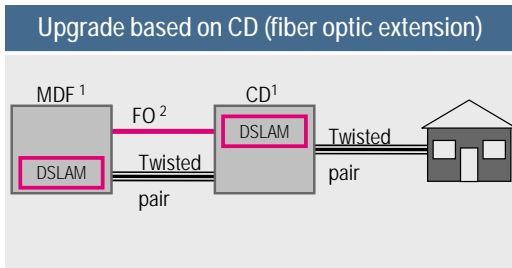 Upgrade based on CD (fiber optic extension)
MDF 1
FO 2
CD1
DSLAM
Twisted
pair
DSLAM
Twisted
pair